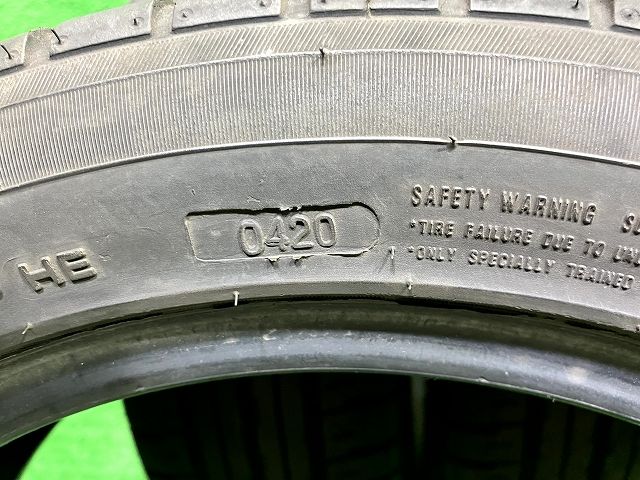 HE
0420
SAFETY WARNING
*TIRE FAILURE DUE TO
*ONLY SPECIALLY TRAINED